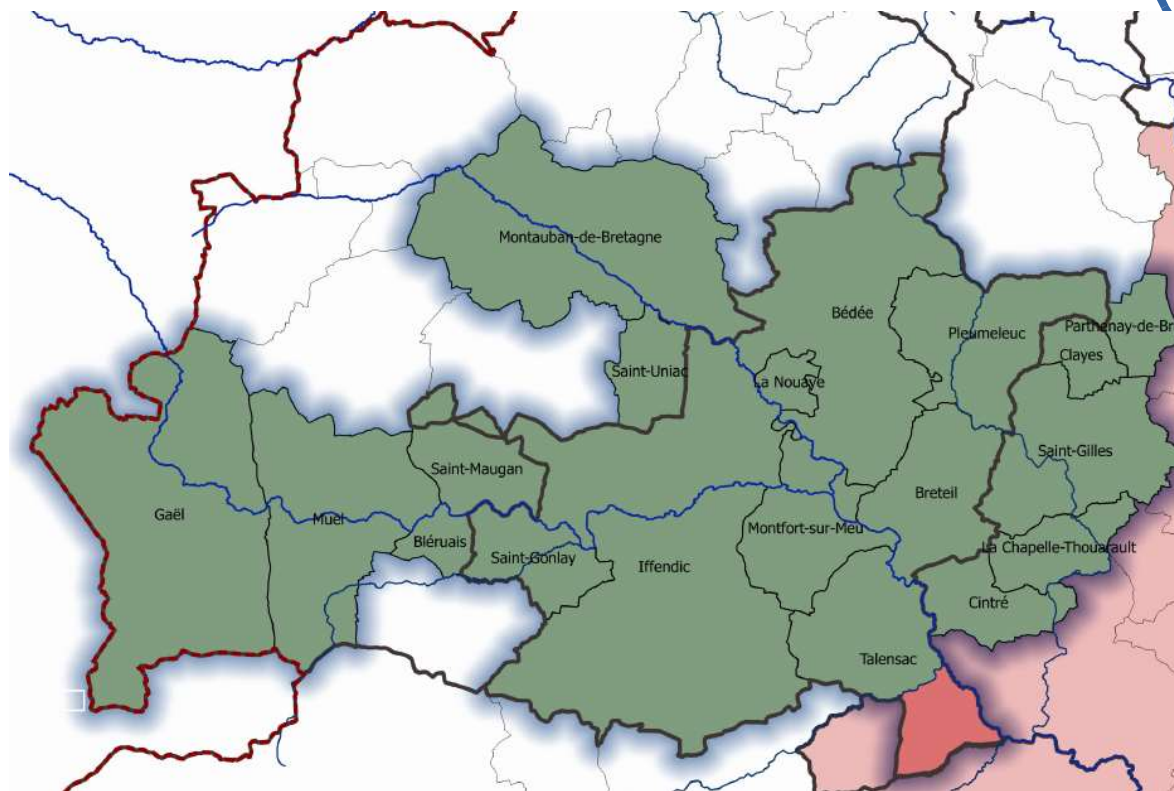 Montauban-de-Bretagne
Bédée
Pleumeleuc
Parthenay-de-Br
Clayes
Saint-Uniac
La Nouaye
Saint-Gilles
Saint-Maugan
Breteil
Gaël
Muël
Bléruais
Saint-Gonlay
Iffendic
Montfort-sur-Meu
La Chapelle-Thouarault
Cintré
Talensac